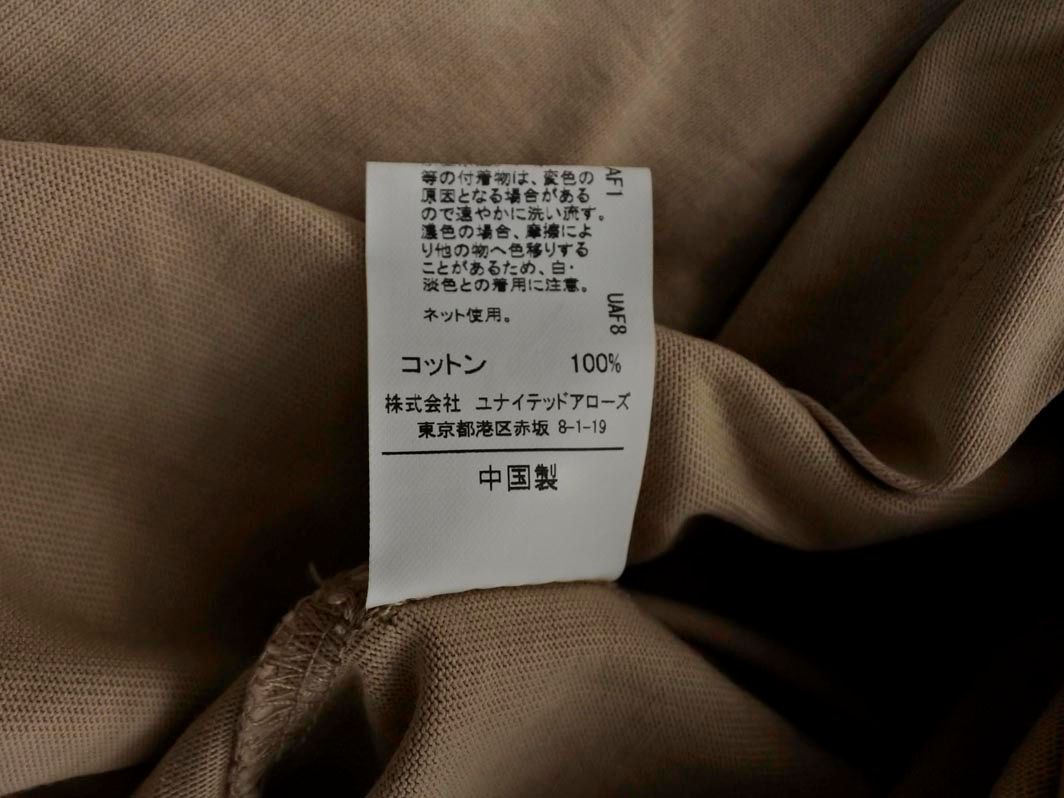 等の付着物は、変色の
原因となる場合がある
ので速やかに洗い流す。
濃色の場合、摩擦によ
り他の物へ色移りする
ことがあるため、白・
淡色との着用に注意。
ネット使用。
AF1
UAF8
コットン 100%
株式会社 ユナイテッドアローズ
東京都港区赤坂 8-1-19
中国製